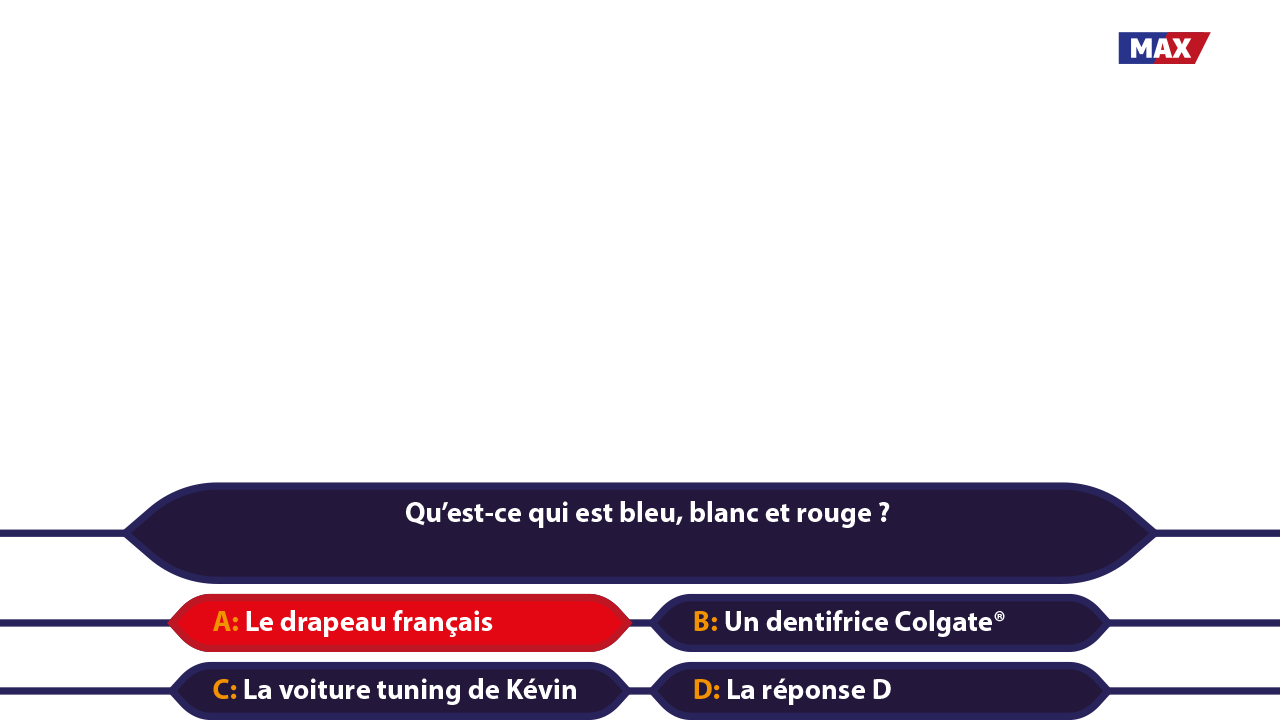 MAX
Qu’est-ce qui est bleu, blanc et rouge ?
A: Le drapeau français
B: Un dentifrice Colgate®
C: La voiture tuning de Kévin
D: La réponse D